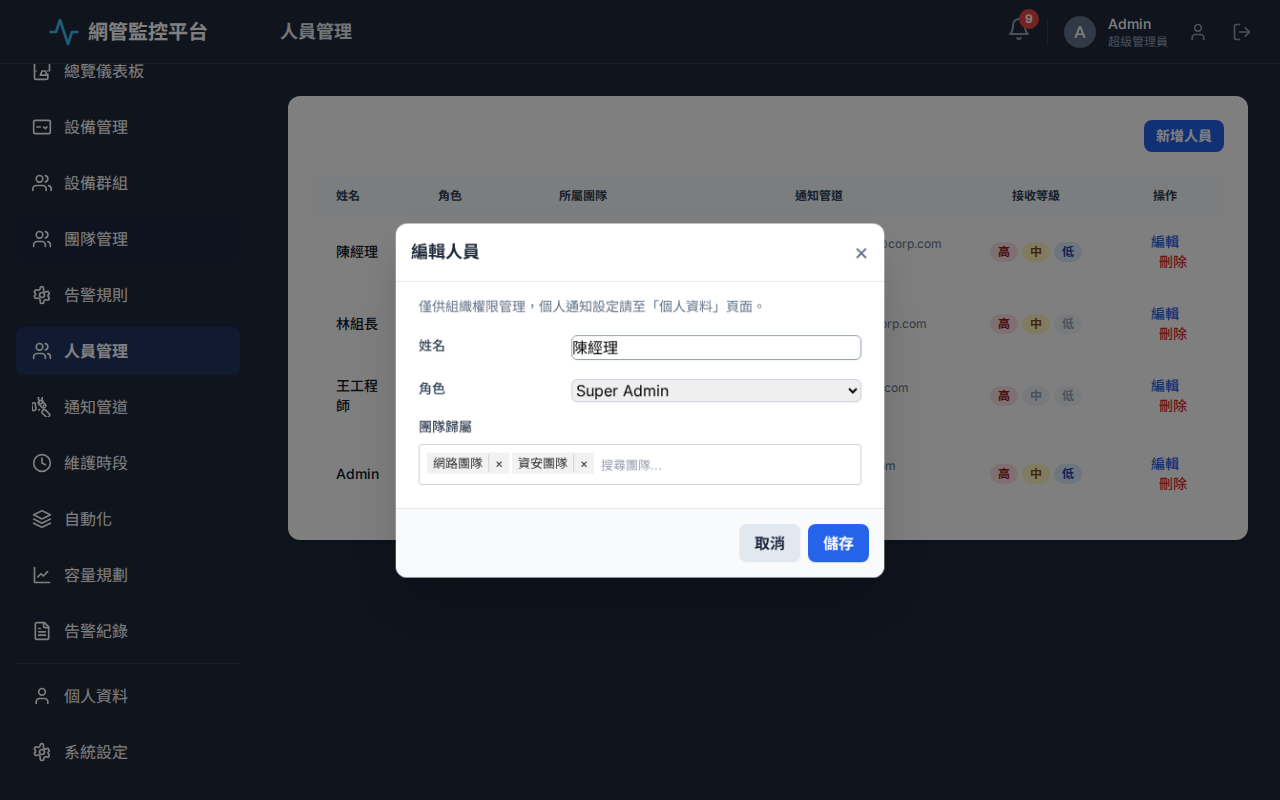 網管監控平台
人員管理
9
A
Admin
超級管理員
總覽儀表板
設備管理
設備群組
團隊管理
告警規則
人員管理
通知管道
維護時段
自動化
容量規劃
告警紀錄
個人資料
系統設定
新增人員
姓名 角色 所屬團隊 通知管道 接收等級 操作
陳經理 corp.com 高 中 低 編輯 刪除
林組長 rp.com 高 中 低 編輯 刪除
王工程師 com 高 中 低 編輯 刪除
Admin m 高 中 低 編輯 刪除
編輯人員 ×
僅供組織權限管理，個人通知設定請至「個人資料」頁面。
姓名 陳經理
角色 Super Admin
團隊歸屬
網路團隊 × 資安團隊 × 搜尋團隊...
取消 儲存